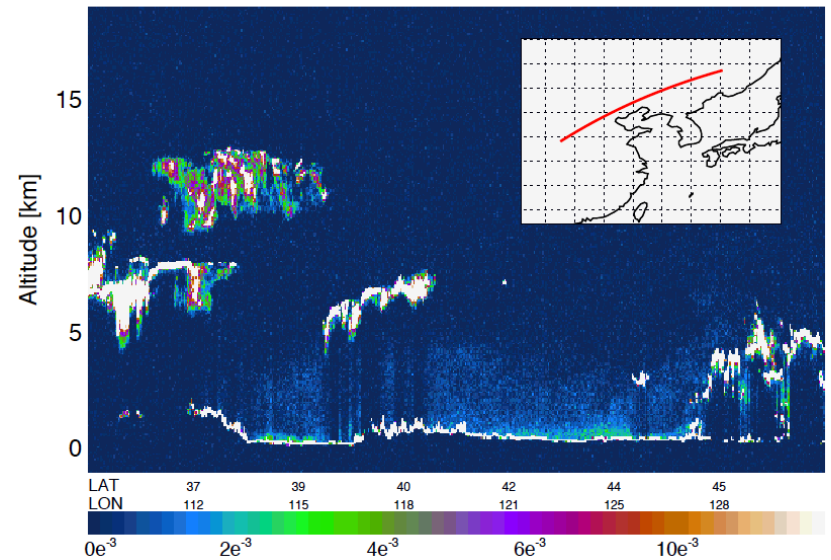 15
10
5
0
Altitude [km]
LAT 37 39 40 42 44 45
LON 112 115 118 121 125 128
0e-3 2e-3 4e-3 6e-3 10e-3